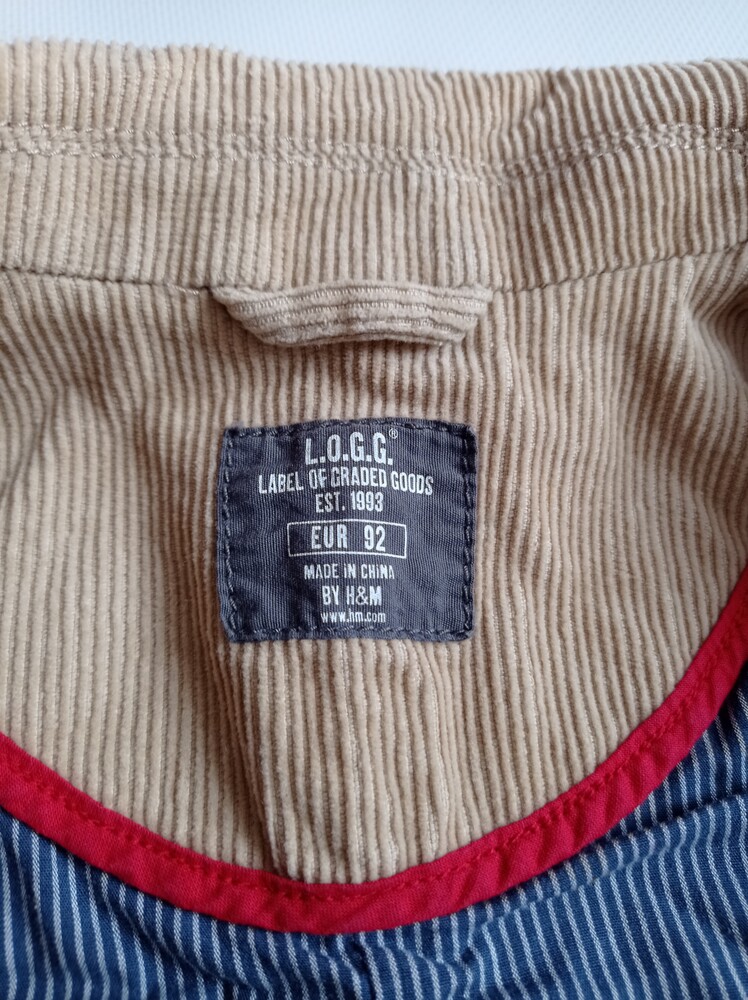 L.O.G.G.®
LABEL OF GRADED GOODS
EST. 1993
EUR 92
MADE IN CHINA
BY H&M
www.hm.com